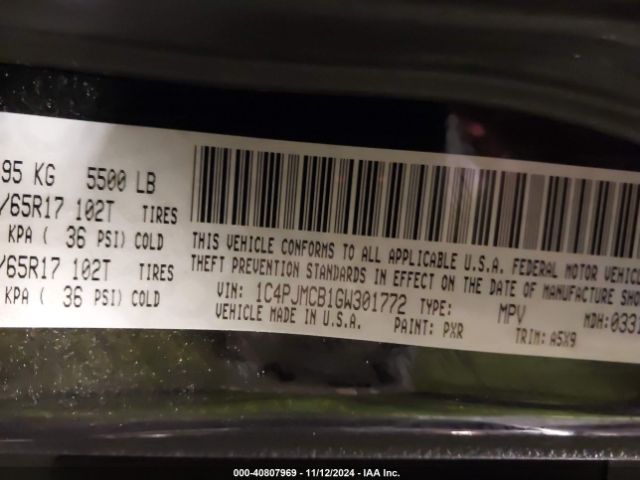 95 KG 5500 LB
/65R17 102T TIRES
KPA ( 36 PSI) COLD
/65R17 102T TIRES
KPA ( 36 PSI) COLD
THIS VEHICLE CONFORMS TO ALL APPLICABLE U.S.A. FEDERAL MOTOR VEHICLE
THEFT PREVENTION STANDARDS IN EFFECT ON THE DATE OF MANUFACTURE SHO
VIN: 1C4PJMCB1GW301772 TYPE: MPV MDH:0331
VEHICLE MADE IN U.S.A. PAINT: PXR TRIM: A5X9
000-40807969 - 11/12/2024 - IAA Inc.